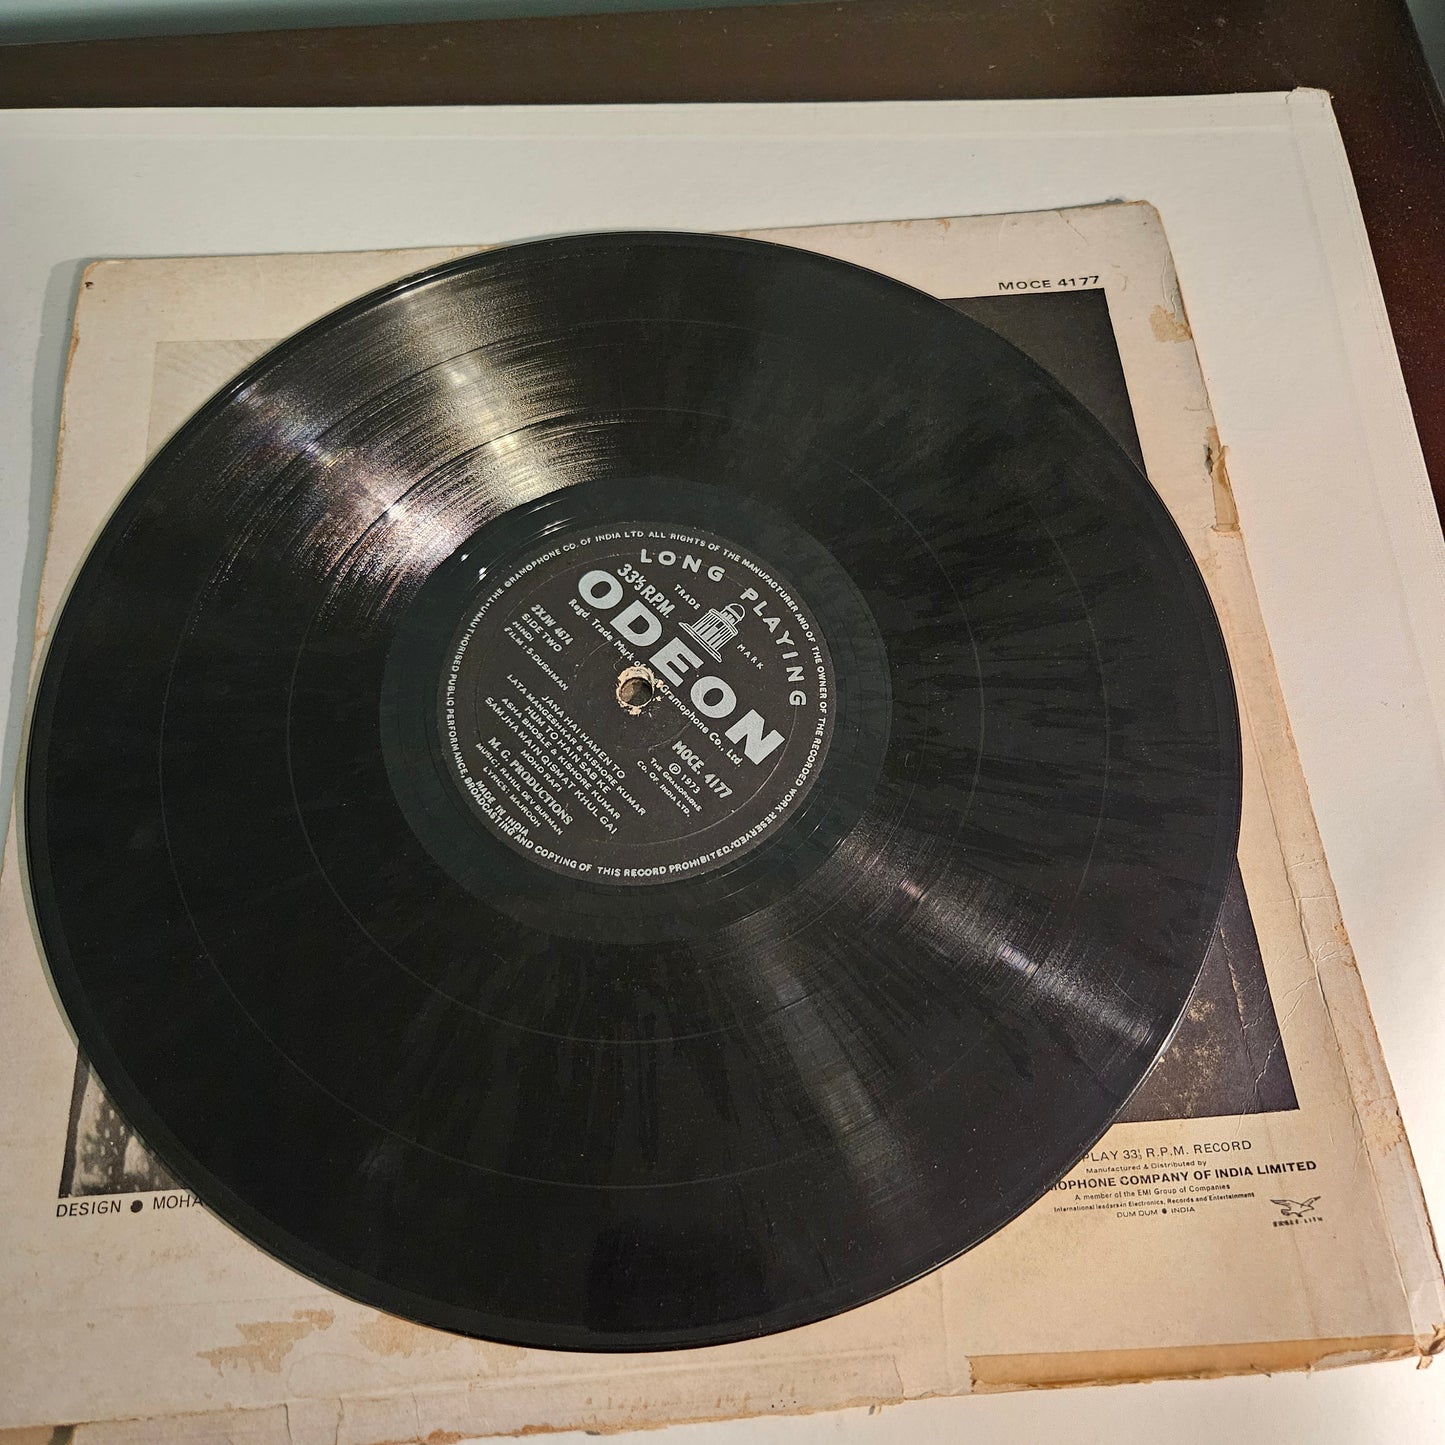 MOCE 4177
THE GRAMOPHONE CO. OF INDIA LTD ALL RIGHTS OF THE MANUFACTURER AND OF THE OWNER OF THE RECORDED WORK RESERVED. UNAUTHORISED PUBLIC PERFORMANCE, BROADCASTING AND COPYING OF THIS RECORD PROHIBITED.
LONG PLAYING
33⅓ R.P.M.
TRADE MARK
ODEON
Regd. Trade Mark of Gramophone Co., Ltd
2XJW 4674
SIDE TWO
HINDI
FILM : 5-DUSHMAN
MOCE. 4177
Ⓟ 1973
THE GRAMOPHONE
CO. OF. INDIA LTD.
JANA HAI HAMEN TO
LATA MANGESHKAR & KISHORE KUMAR
HUM TO HAIN SAB KE
ASHA BHOSLE & KISHORE KUMAR
SAMJHA MAIN QISMAT KHUL GAI
MOHD RAFI
M. G. PRODUCTIONS
MUSIC : RAHUL DEV BURMAN
LYRICS : MAJROOH
MADE IN INDIA
DESIGN ● MOHA
PLAY 33⅓ R.P.M. RECORD
Manufactured & Distributed by
MOPHONE COMPANY OF INDIA LIMITED
A member of the EMI Group of Companies
International leaders in Electronics, Records and Entertainment
DUM DUM ● INDIA
EAGLE-LITH